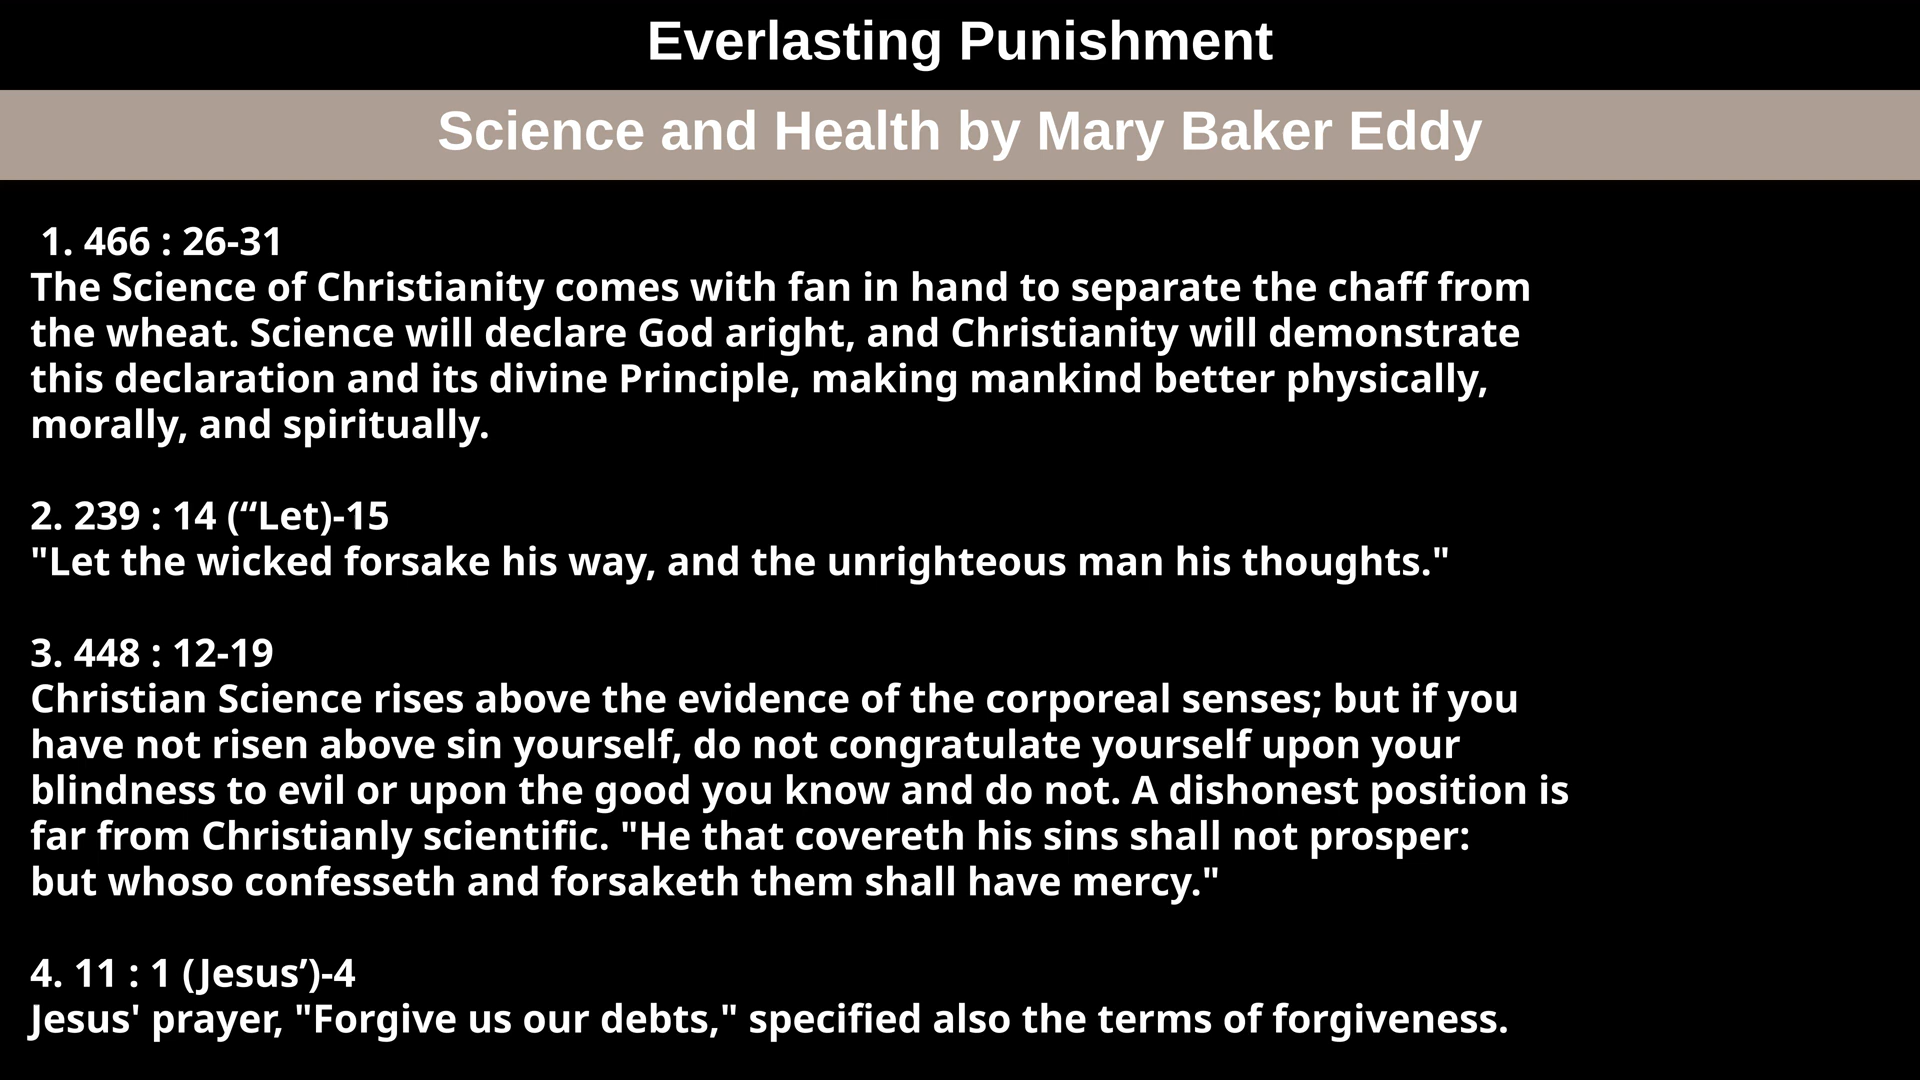 Everlasting Punishment
Science and Health by Mary Baker Eddy
1. 466 : 26-31
The Science of Christianity comes with fan in hand to separate the chaff from
the wheat. Science will declare God aright, and Christianity will demonstrate
this declaration and its divine Principle, making mankind better physically,
morally, and spiritually.
2. 239 : 14 (“Let)-15
"Let the wicked forsake his way, and the unrighteous man his thoughts."
3. 448 : 12-19
Christian Science rises above the evidence of the corporeal senses; but if you
have not risen above sin yourself, do not congratulate yourself upon your
blindness to evil or upon the good you know and do not. A dishonest position is
far from Christianly scientific. "He that covereth his sins shall not prosper:
but whoso confesseth and forsaketh them shall have mercy."
4. 11 : 1 (Jesus’)-4
Jesus' prayer, "Forgive us our debts," specified also the terms of forgiveness.